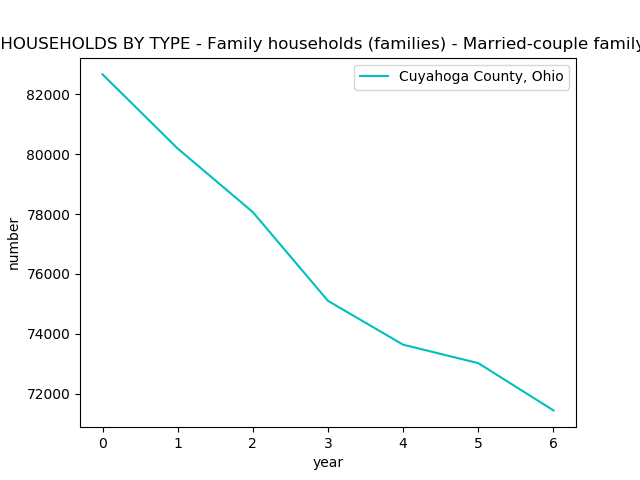 HOUSEHOLDS BY TYPE - Family households (families) - Married-couple family
Cuyahoga County, Ohio
82000
80000
78000
76000
74000
72000
number
0 1 2 3 4 5 6
year